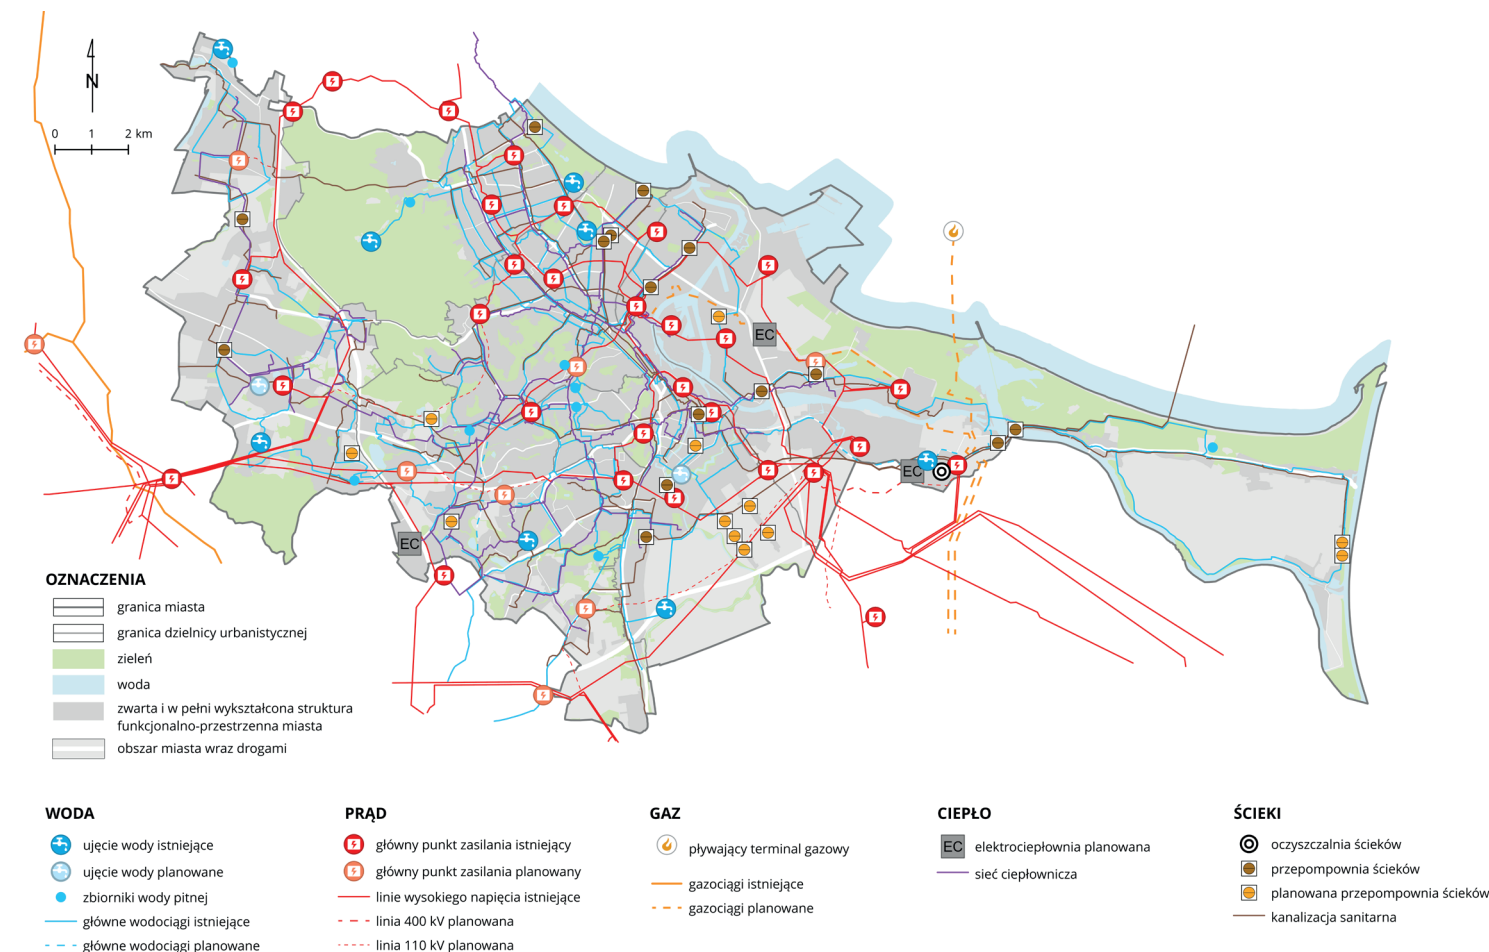 N
0 1 2 km
EC
EC
EC
OZNACZENIA
granica miasta
granica dzielnicy urbanistycznej
zieleń
woda
zwarta i w pełni wykształcona struktura
funkcjonalno-przestrzenna miasta
obszar miasta wraz drogami
WODA
ujęcie wody istniejące
ujęcie wody planowane
zbiorniki wody pitnej
główne wodociągi istniejące
główne wodociągi planowane
PRĄD
główny punkt zasilania istniejący
główny punkt zasilania planowany
linie wysokiego napięcia istniejące
linia 400 kV planowana
linia 110 kV planowana
GAZ
pływający terminal gazowy
gazociągi istniejące
gazociągi planowane
CIEPŁO
EC elektrociepłownia planowana
sieć ciepłownicza
ŚCIEKI
oczyszczalnia ścieków
przepompownia ścieków
planowana przepompownia ścieków
kanalizacja sanitarna